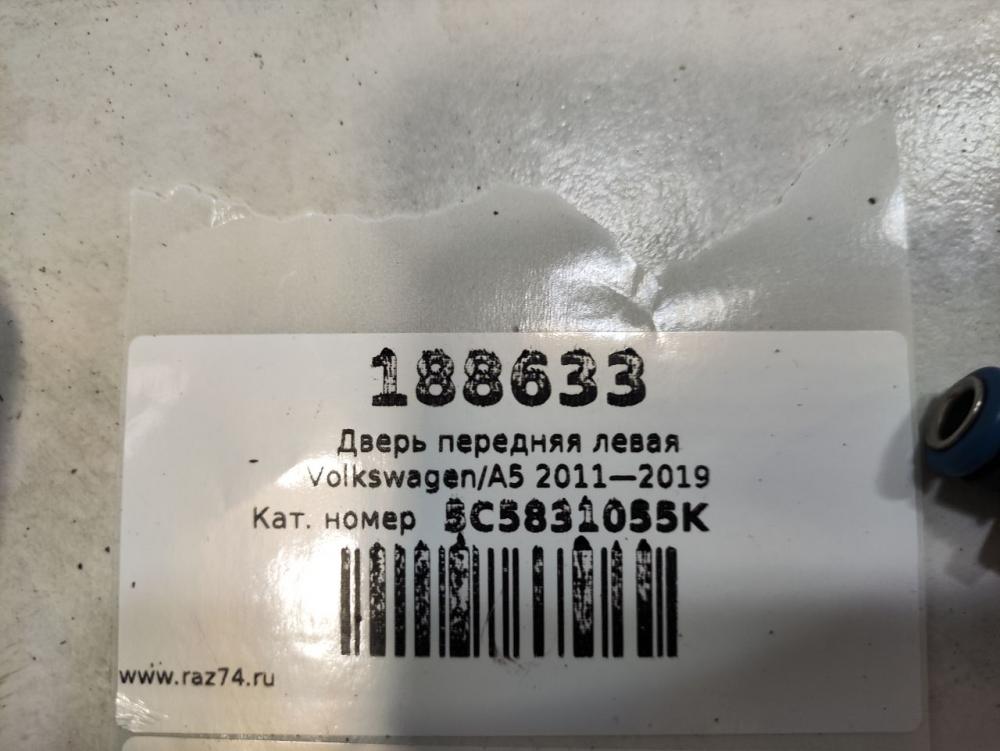 188633
Дверь передняя левая
Volkswagen/A5 2011—2019
Кат. номер 5C5831055K
www.raz74.ru